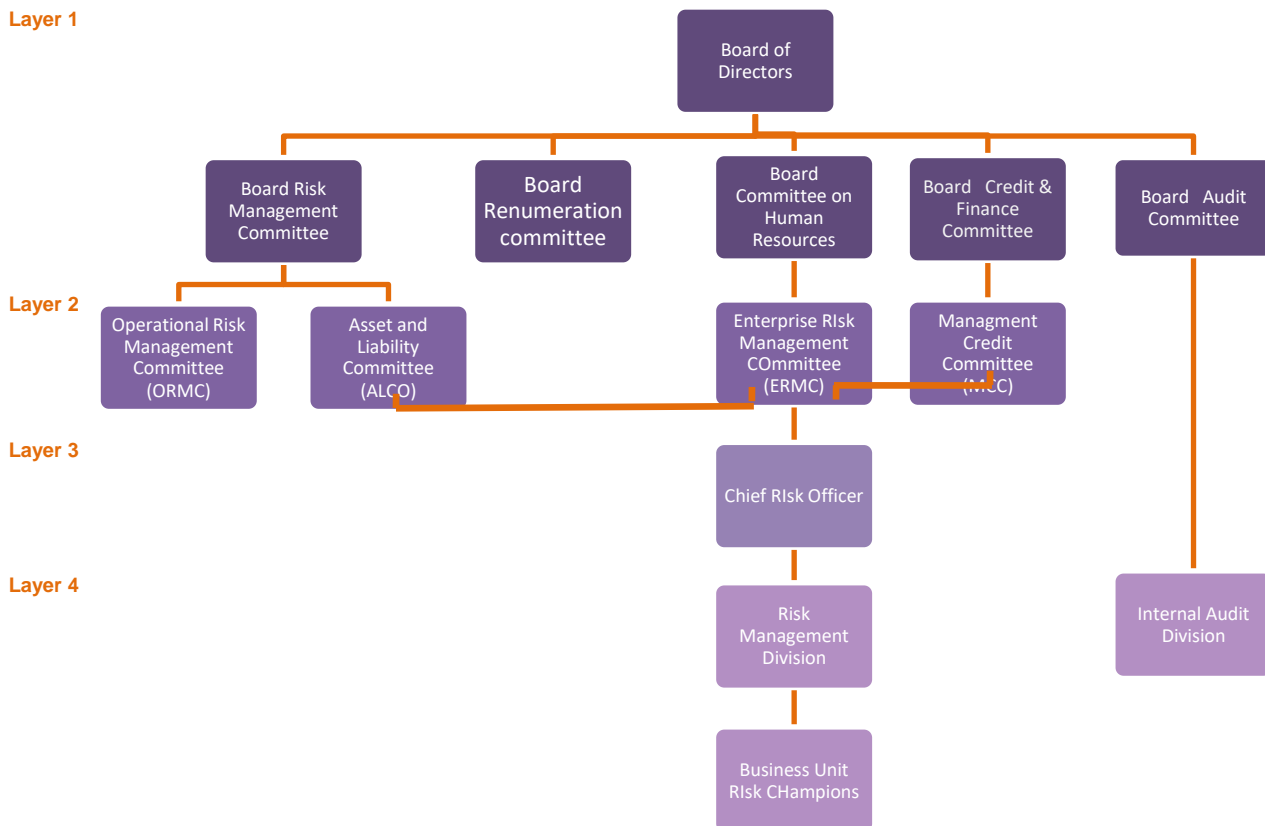 Layer 1
Board of
Directors
Board Risk
Management
Committee
Board
Renumeration
committee
Board
Committee on
Human
Resources
Board Credit &
Finance
Committee
Board Audit
Committee
Layer 2
Operational Risk
Management
Committee
(ORMC)
Asset and
Liability
Committee
(ALCO)
Enterprise RIsk
Management
COmmittee
(ERMC)
Managment
Credit
Committee
(MCC)
Layer 3
Chief RIsk Officer
Layer 4
Risk
Management
Division
Internal Audit
Division
Business Unit
RIsk CHampions